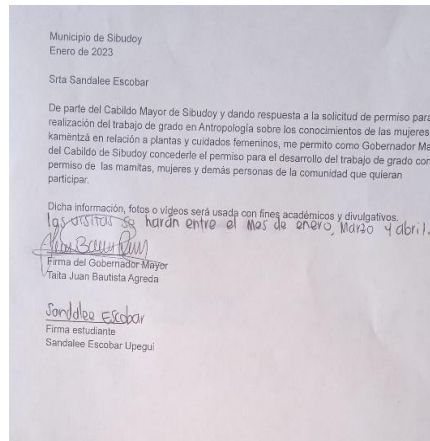 Municipio de Sibudoy
Enero de 2023
Srta Sandalee Escobar
De parte del Cabildo Mayor de Sibudoy y dando respuesta a la solicitud de permiso para
realización del trabajo de grado en Antropología sobre los conocimientos de las mujeres
kamentzá en relación a plantas y cuidados femeninos, me permito como Gobernador Ma
del Cabildo de Sibudoy concederle el permiso para el desarrollo del trabajo de grado con
permiso de las mamitas, mujeres y demás personas de la comunidad que quieran
participar.
Dicha información, fotos o videos será usada con fines académicos y divulgativos.
las visitas se harán entre el mes de enero, Marzo y abril.
Firma del Gobernador Mayor
Taita Juan Bautista Agreda
Sandalee Escobar
Firma estudiante
Sandalee Escobar Upegui